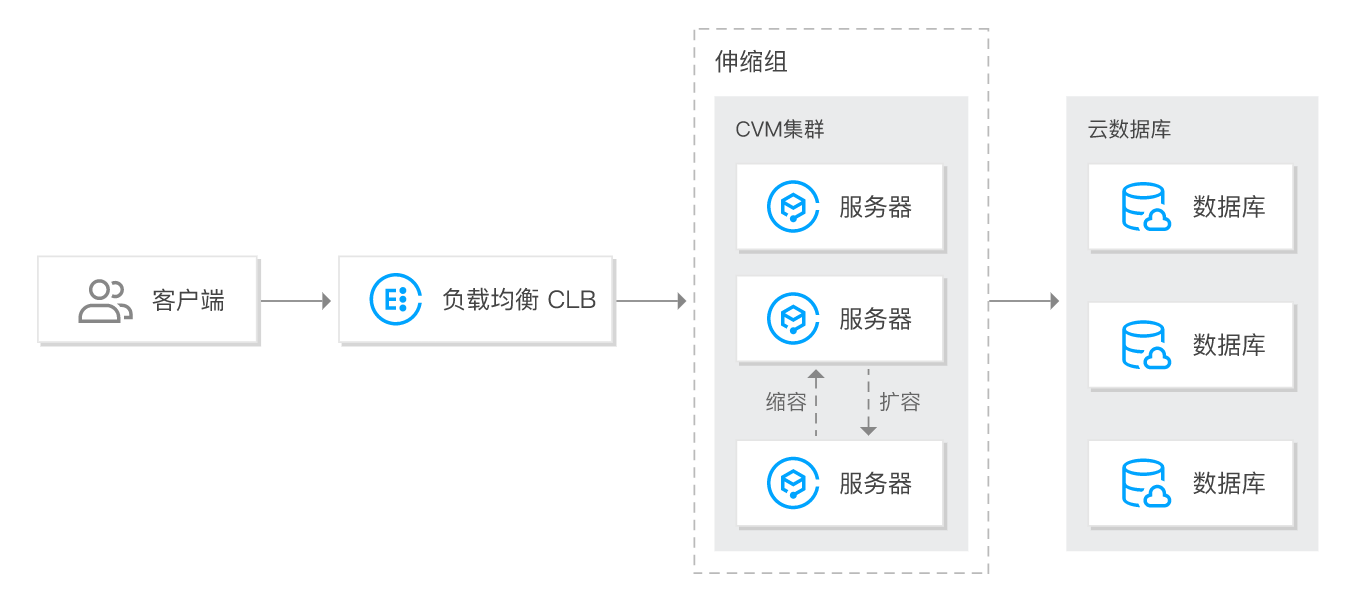 客户端
负载均衡 CLB
伸缩组
CVM集群
服务器
服务器
缩容
扩容
服务器
云数据库
数据库
数据库
数据库